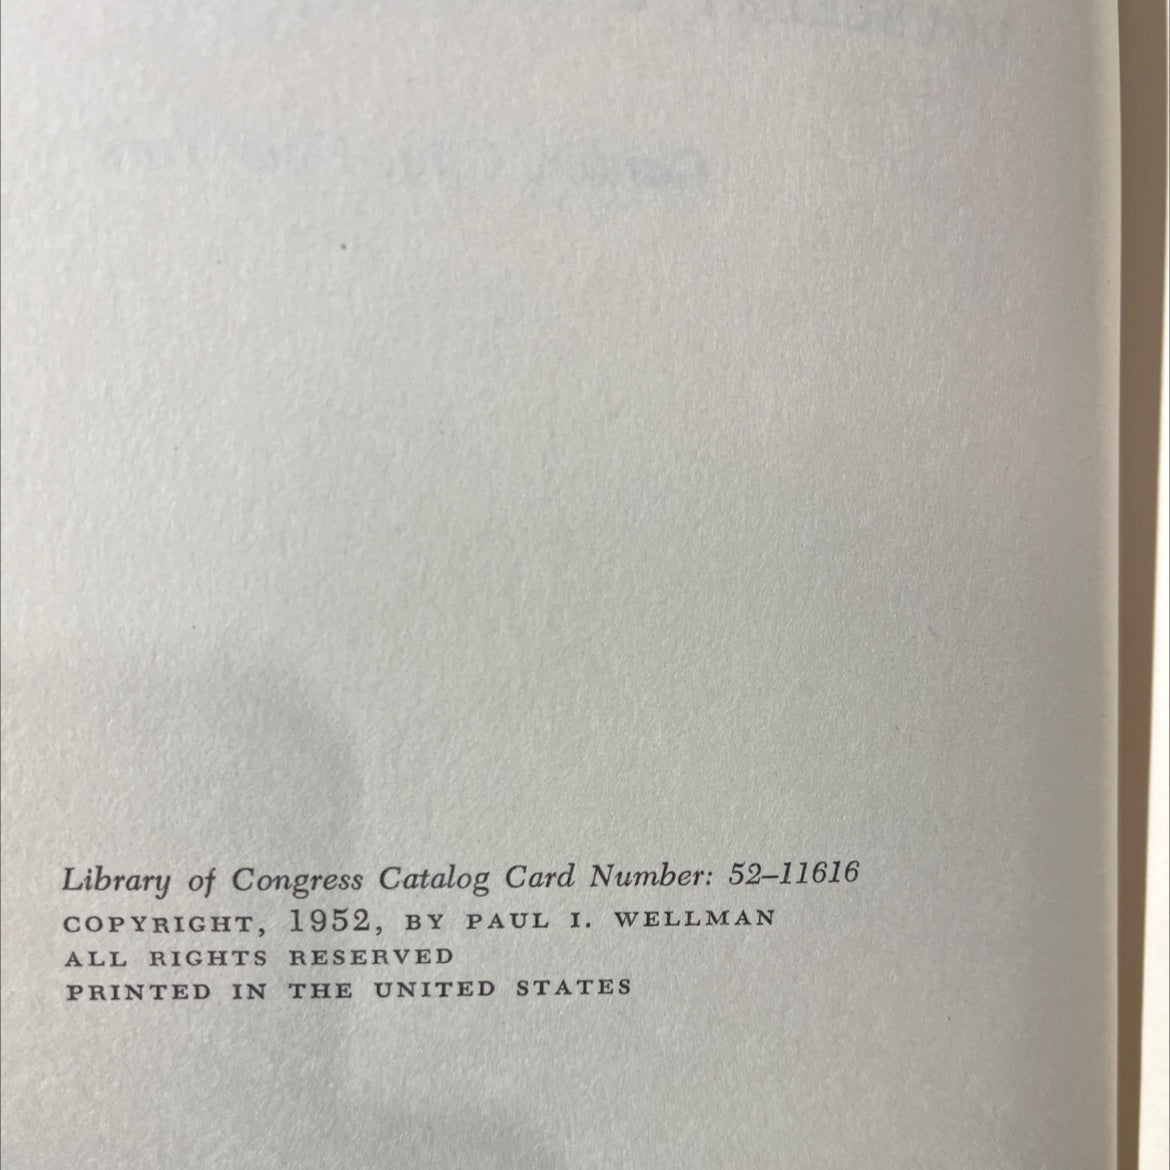 Library of Congress Catalog Card Number: 52–11616
COPYRIGHT, 1952, BY PAUL I. WELLMAN
ALL RIGHTS RESERVED
PRINTED IN THE UNITED STATES